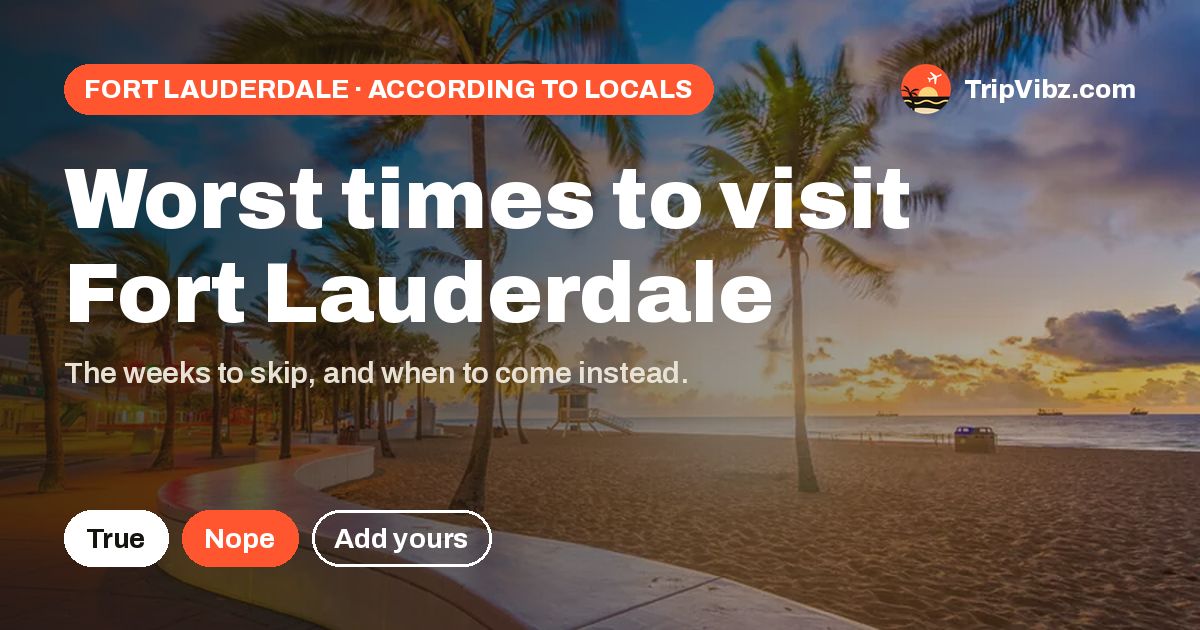 FORT LAUDERDALE · ACCORDING TO LOCALS
TripVibz.com
Worst times to visit
Fort Lauderdale
The weeks to skip, and when to come instead.
True
Nope
Add yours